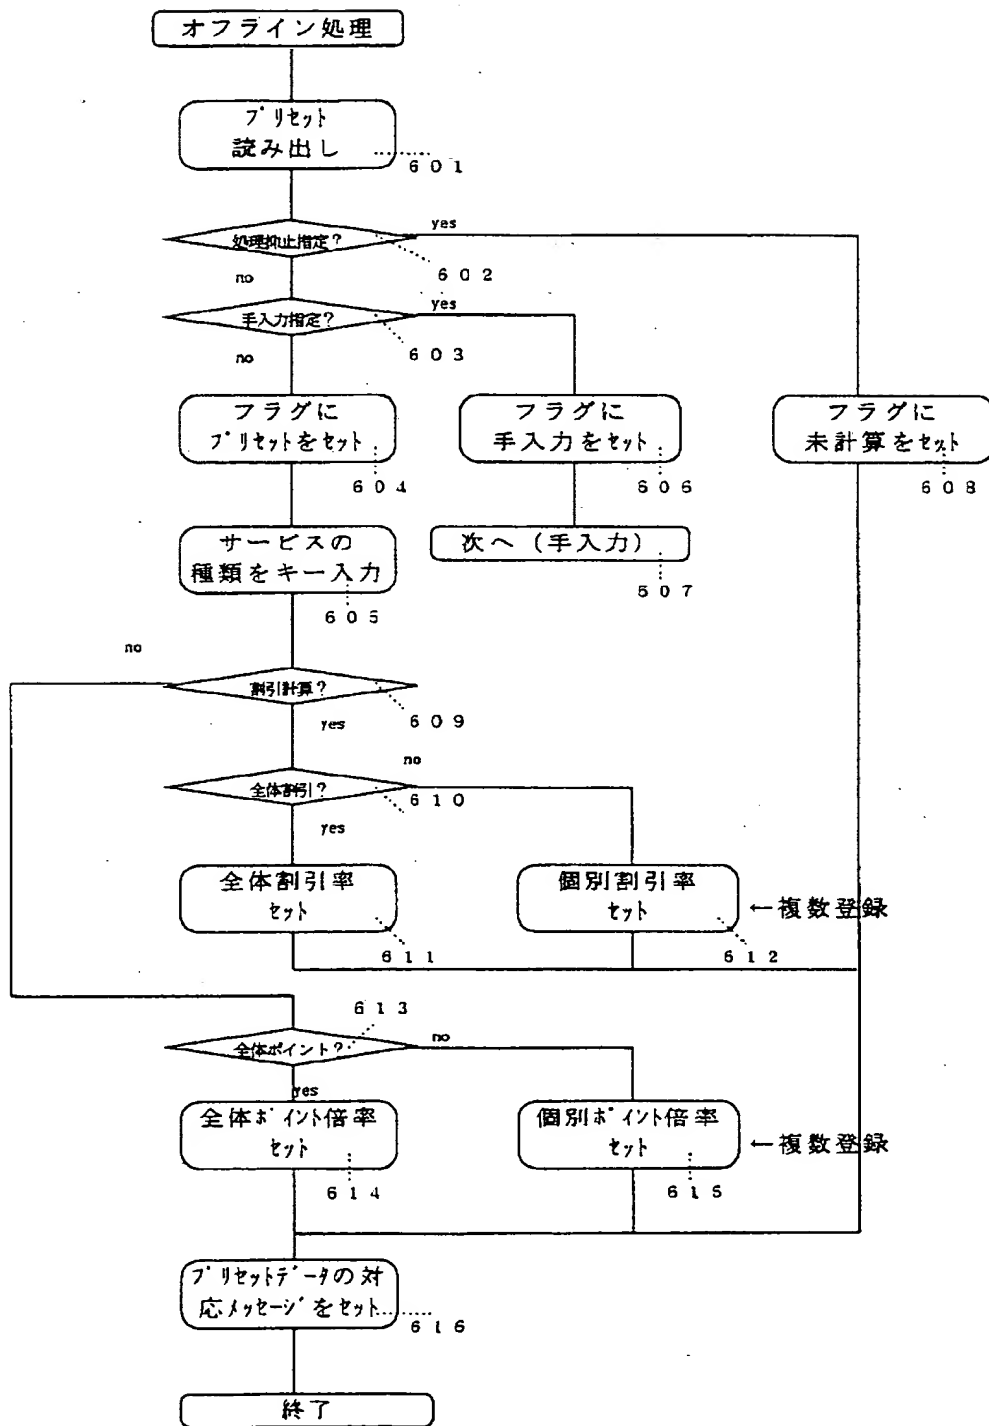 オフライン処理
プリセット
読み出し
601
処理抑止指定?
yes
602
no
手入力指定?
yes
603
no
フラグに
プリセットをセット
604
フラグに
手入力をセット
606
フラグに
未計算をセット
608
サービスの
種類をキー入力
605
次へ(手入力)
607
no
割引計算?
609
yes
no
全体割引?
610
yes
全体割引率
セット
611
個別割引率
セット
612
←複数登録
613
全体ポイント?
no
yes
全体ポイント倍率
セット
614
個別ポイント倍率
セット
615
←複数登録
プリセットデータの対
応メッセージをセット
616
終了